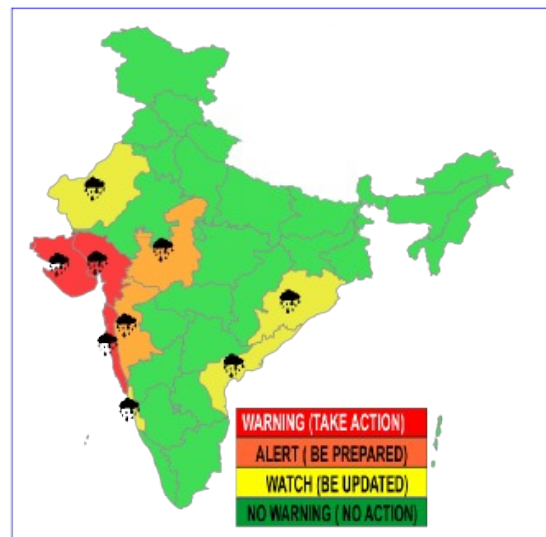 WARNING (TAKE ACTION)
ALERT ( BE PREPARED)
WATCH (BE UPDATED)
NO WARNING ( NO ACTION)